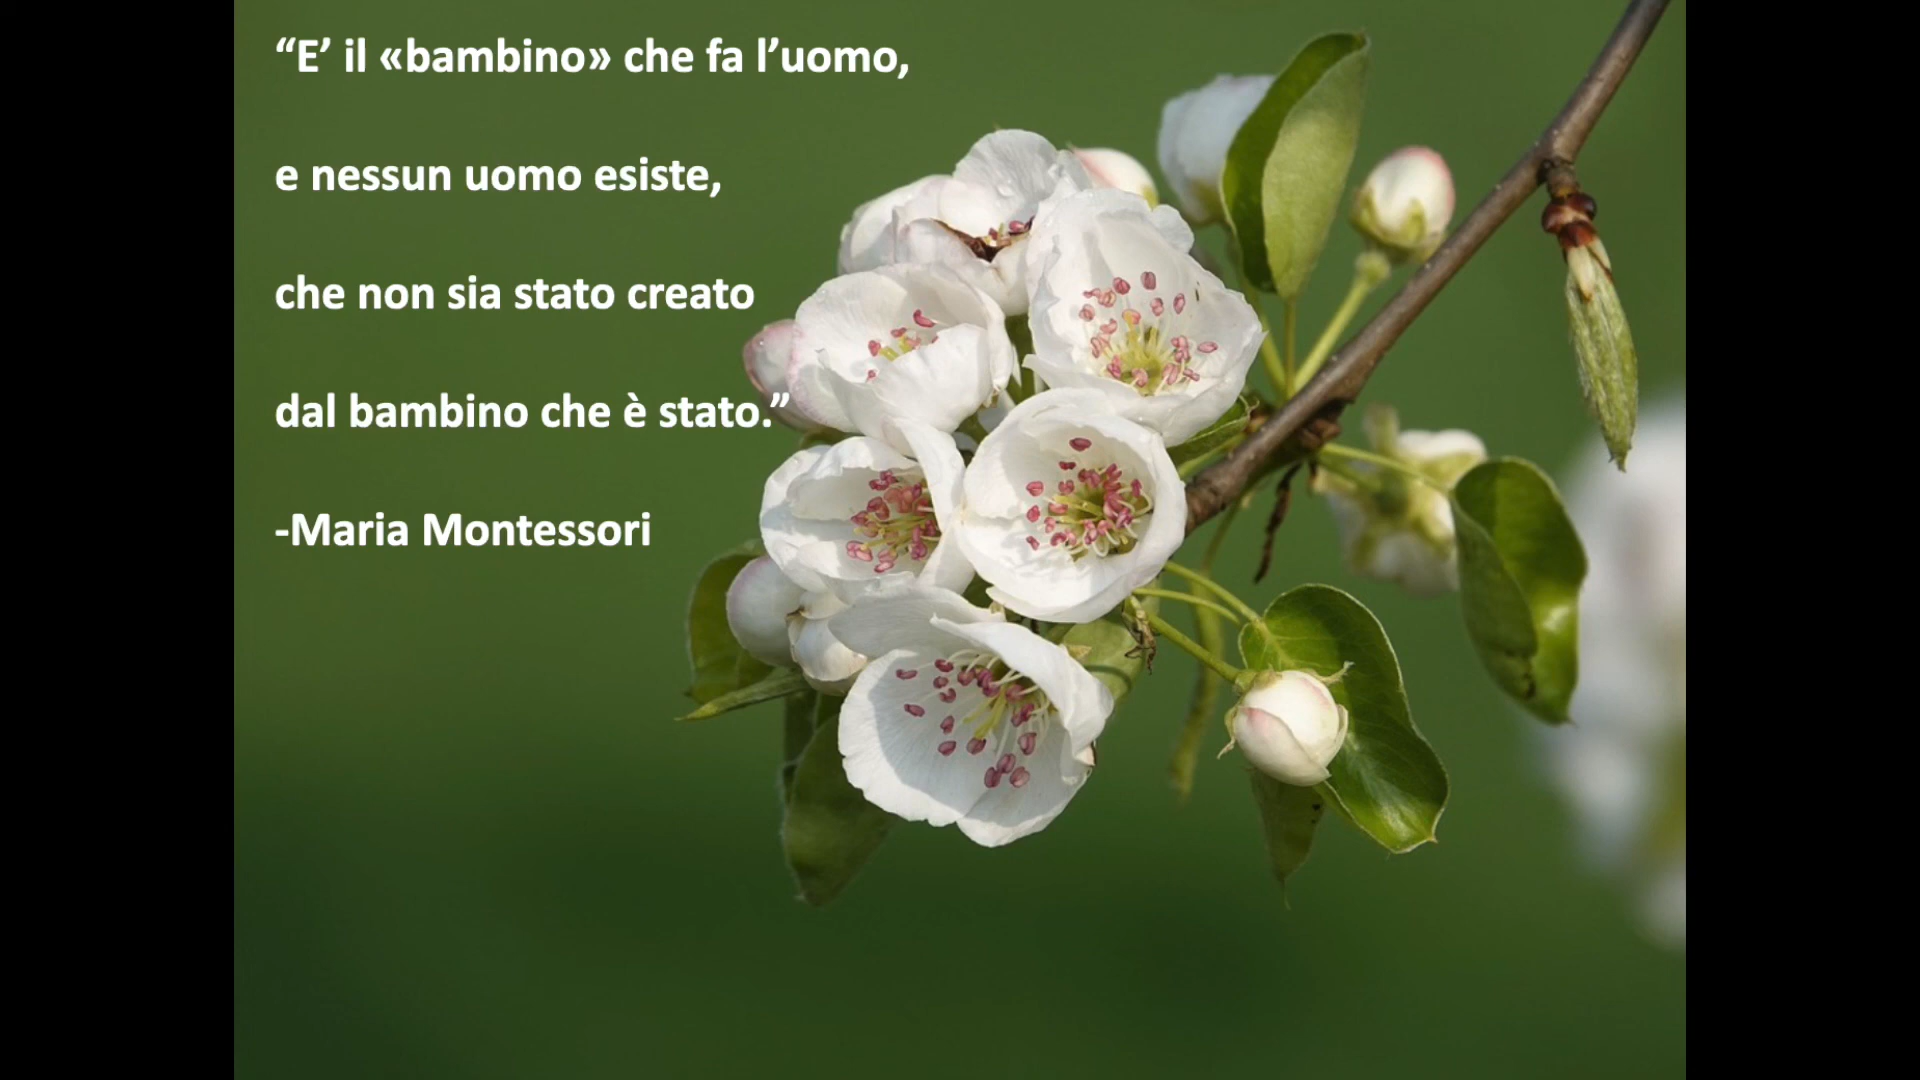 “E’ il «bambino» che fa l’uomo,
e nessun uomo esiste,
che non sia stato creato
dal bambino che è stato.”
-Maria Montessori